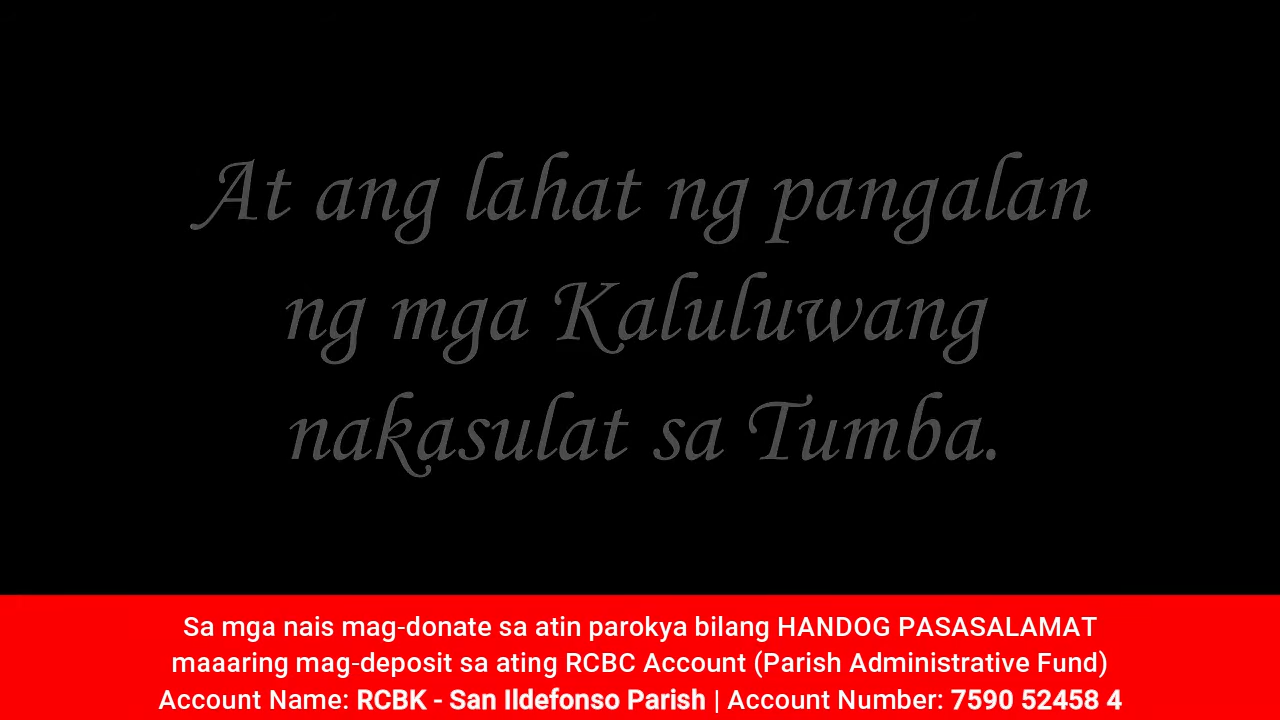 At ang lahat ng pangalan
ng mga Kaluluwang
nakasulat sa Tumba.
Sa mga nais mag-donate sa atin parokya bilang HANDOG PASASALAMAT
maaaring mag-deposit sa ating RCBC Account (Parish Administrative Fund)
Account Name: RCBK - San Ildefonso Parish | Account Number: 7590 52458 4